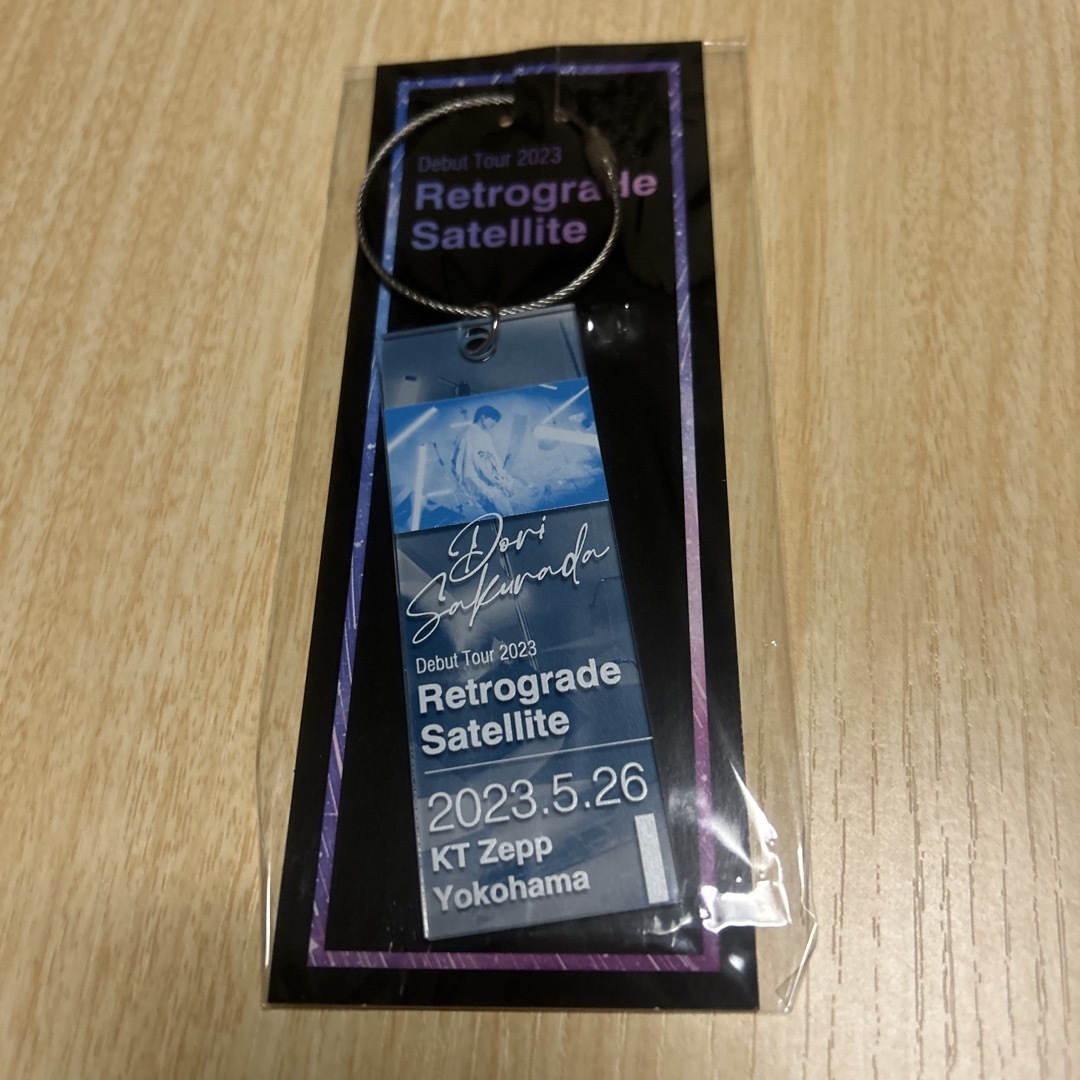 Debut Tour 2023
Retrograde
Satellite
Dori
Sakurada
Debut Tour 2023
Retrograde
Satellite
2023.5.26
KT Zepp
Yokohama